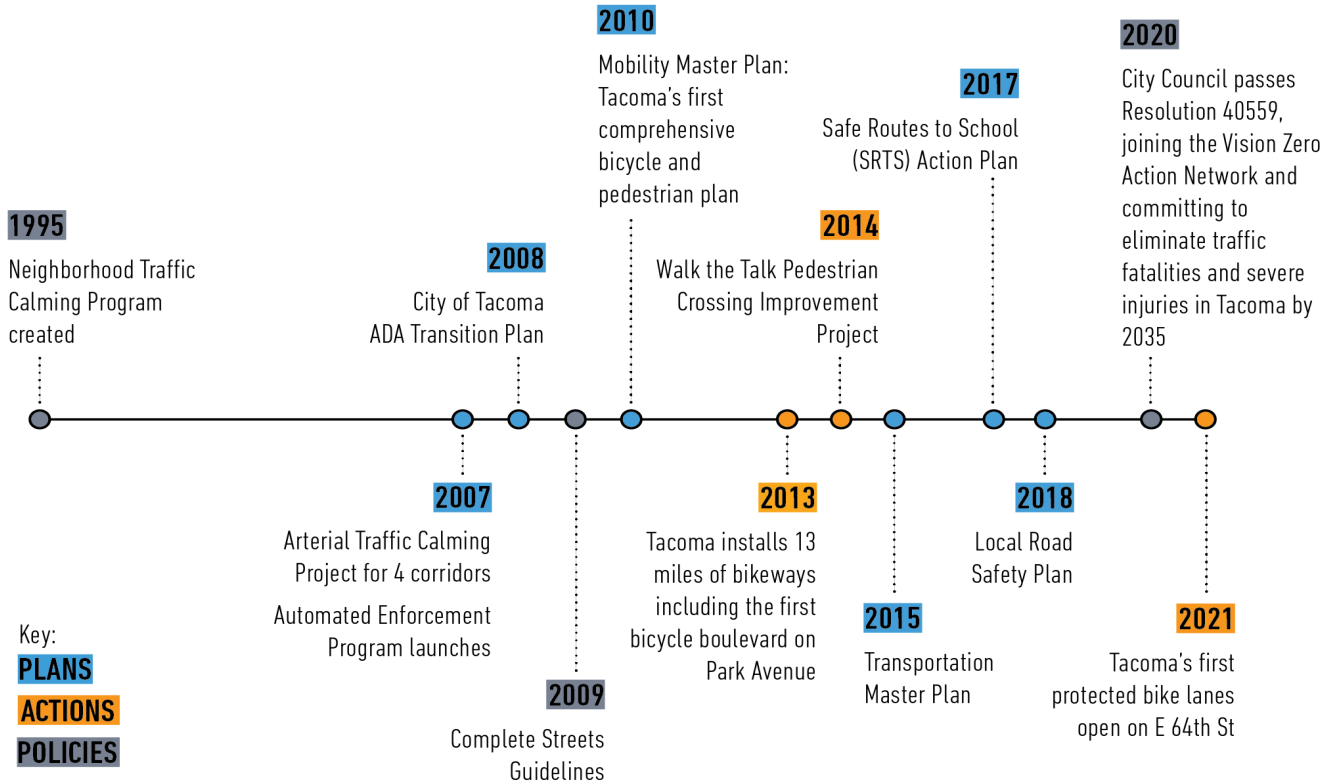 1995
Neighborhood Traffic
Calming Program
created
2007
Arterial Traffic Calming
Project for 4 corridors
Automated Enforcement
Program launches
2008
City of Tacoma
ADA Transition Plan
2009
Complete Streets
Guidelines
2010
Mobility Master Plan:
Tacoma's first
comprehensive
bicycle and
pedestrian plan
2013
Tacoma installs 13
miles of bikeways
including the first
bicycle boulevard on
Park Avenue
2014
Walk the Talk Pedestrian
Crossing Improvement
Project
2015
Transportation
Master Plan
2017
Safe Routes to School
(SRTS) Action Plan
2018
Local Road
Safety Plan
2020
City Council passes
Resolution 40559,
joining the Vision Zero
Action Network and
committing to
eliminate traffic
fatalities and severe
injuries in Tacoma by
2035
2021
Tacoma's first
protected bike lanes
open on E 64th St
Key:
PLANS
ACTIONS
POLICIES